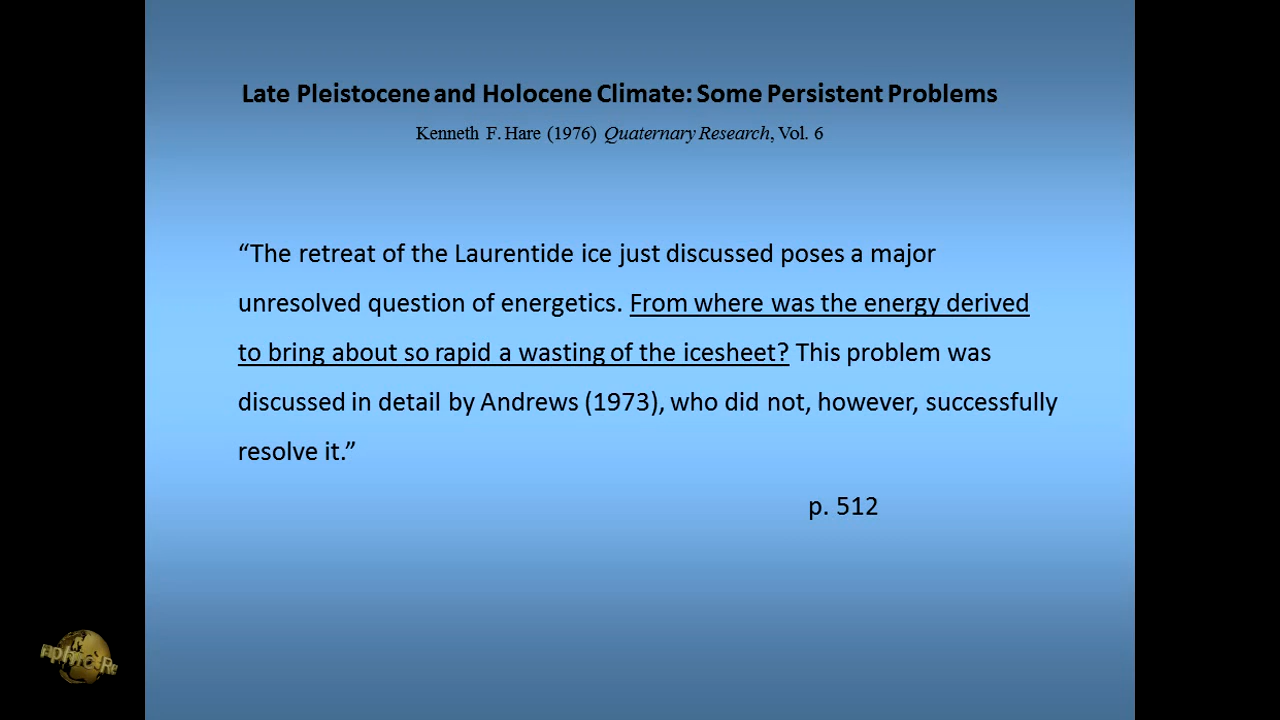 Late Pleistocene and Holocene Climate: Some Persistent Problems
Kenneth F. Hare (1976) Quaternary Research, Vol. 6
“The retreat of the Laurentide ice just discussed poses a major
unresolved question of energetics. From where was the energy derived
to bring about so rapid a wasting of the icesheet? This problem was
discussed in detail by Andrews (1973), who did not, however, successfully
resolve it.”
p. 512